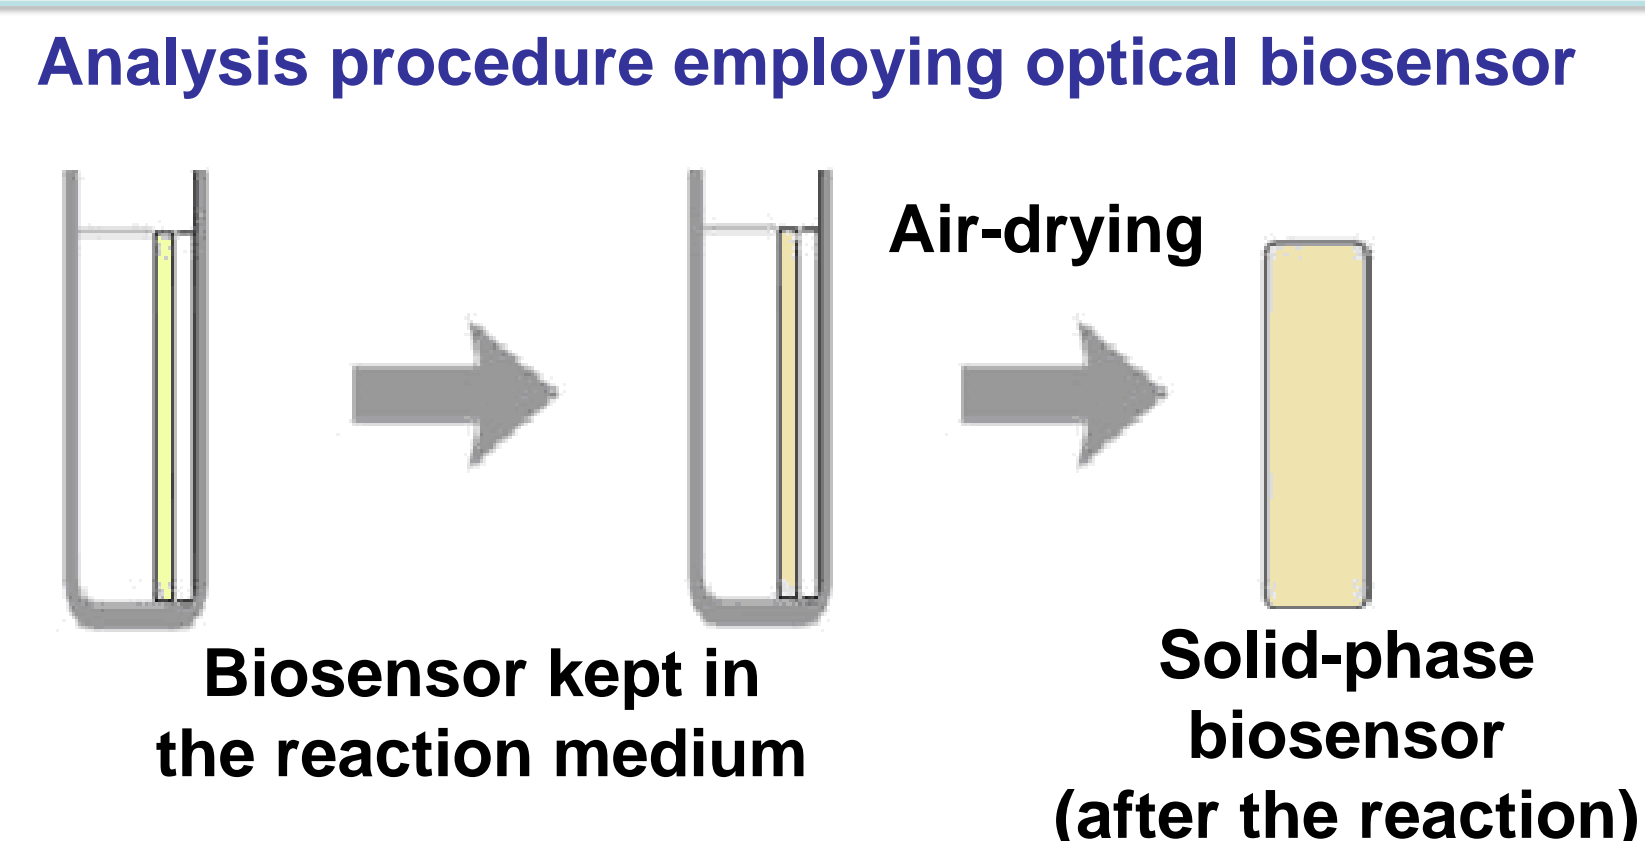 Analysis procedure employing optical biosensor
Air-drying
Biosensor kept in
the reaction medium
Solid-phase
biosensor
(after the reaction)